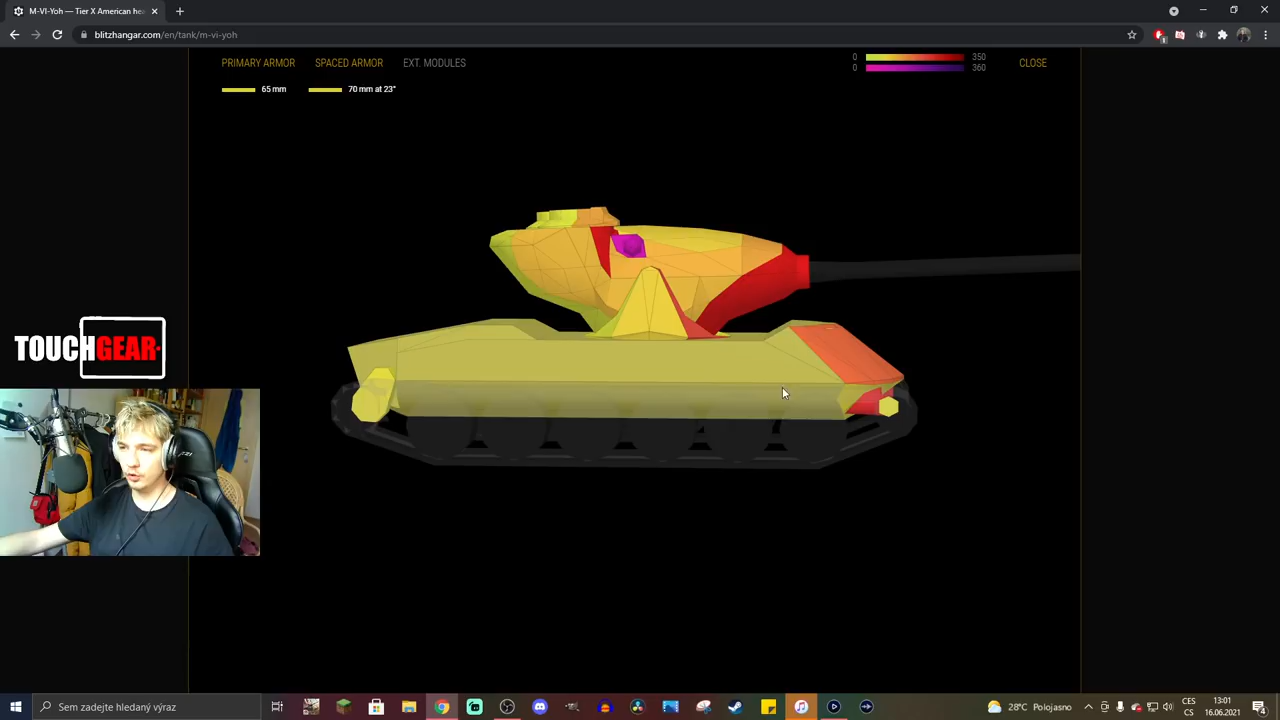 M-VI-Yoh — Tier X American he
blitzhangar.com/en/tank/m-vi-yoh
PRIMARY ARMOR SPACED ARMOR EXT. MODULES
0 350
0 360
CLOSE
65 mm 70 mm at 23°
TOUCHGEAR
Sem zadejte hledaný výraz
28°C Polojasno
CES
CS
13:01
16.06.2021